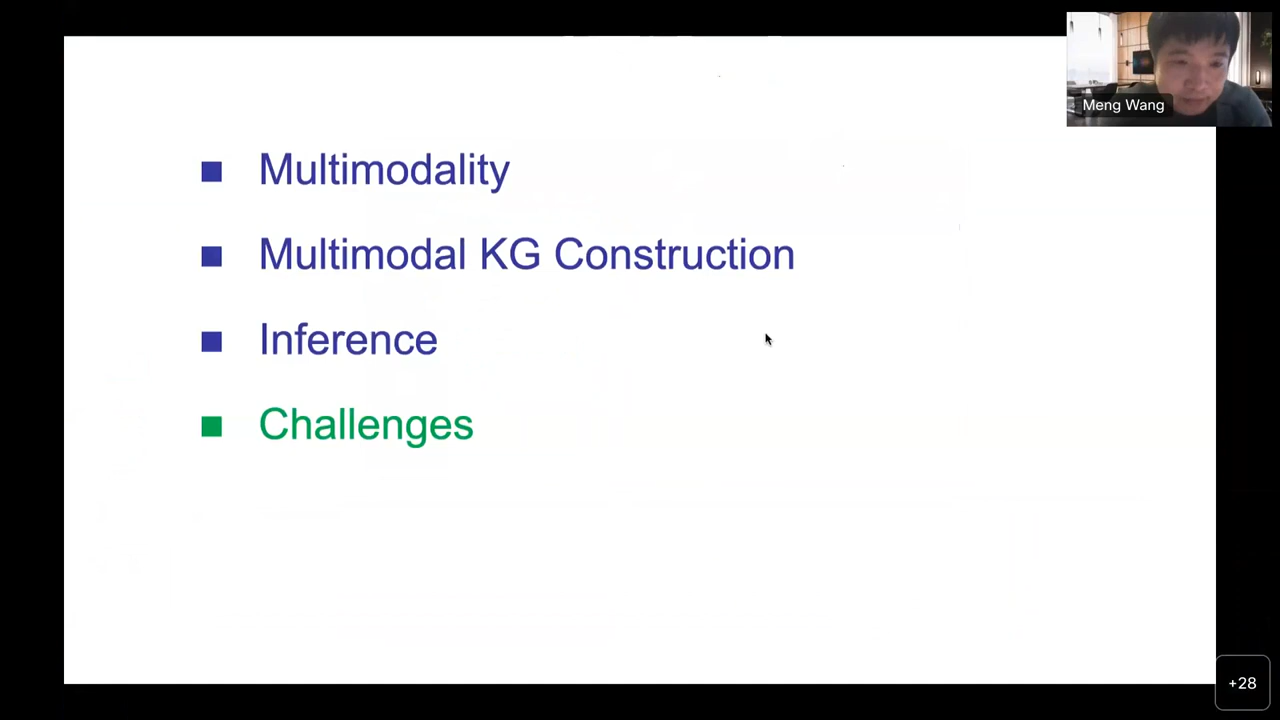 Meng Wang
Multimodality
Multimodal KG Construction
Inference
Challenges
+28